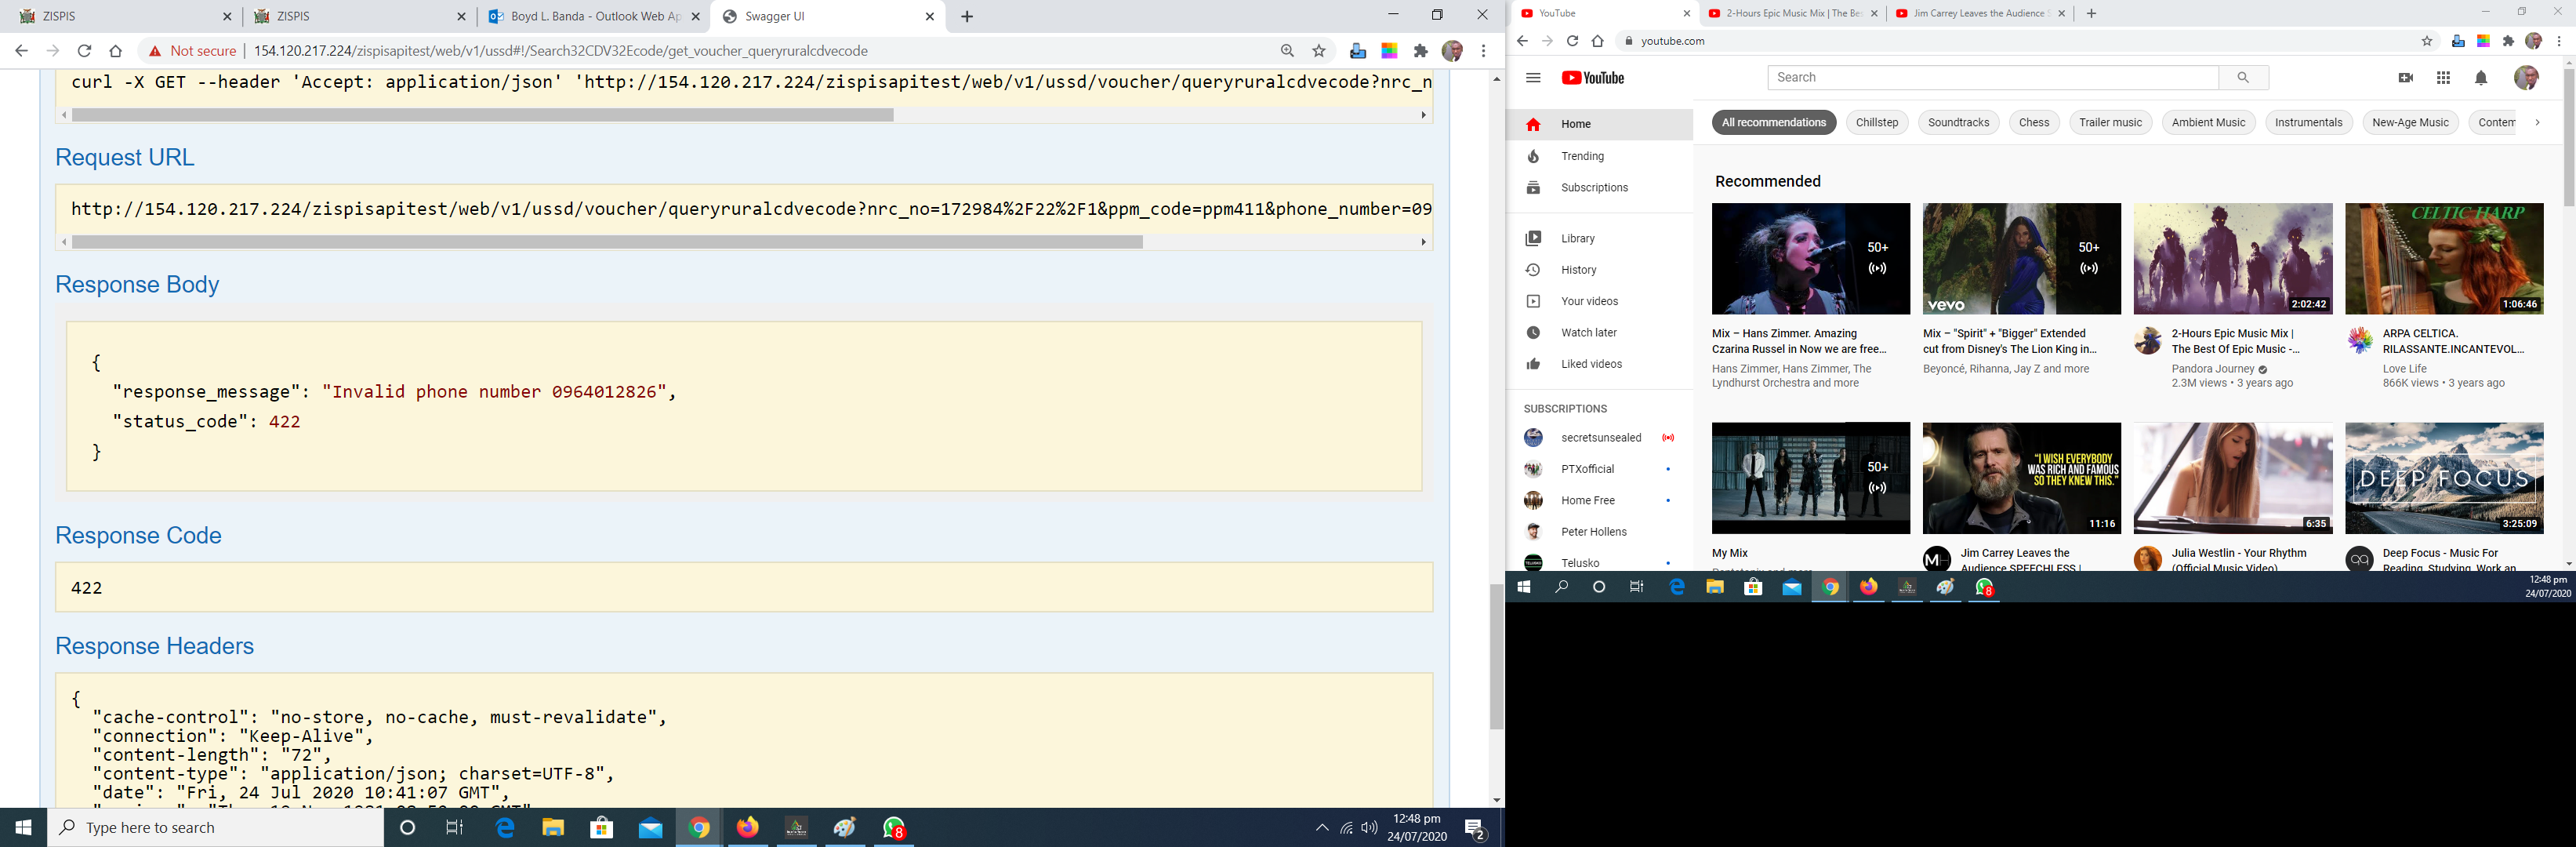 ZISPIS
ZISPIS
Boyd L. Banda - Outlook Web Ap
Swagger UI
Not secure
154.120.217.224/zispisapitest/web/v1/ussd#!/Search32CDV32Ecode/get_voucher_queryruralcdvecode
curl -X GET --header 'Accept: application/json' 'http://154.120.217.224/zispisapitest/web/v1/ussd/voucher/queryruralcdvecode?nrc_n
Request URL
http://154.120.217.224/zispisapitest/web/v1/ussd/voucher/queryruralcdvecode?nrc_no=172984%2F22%2F1&ppm_code=ppm411&phone_number=09
Response Body
{
"response_message": "Invalid phone number 0964012826",
"status_code": 422
}
Response Code
422
Response Headers
{
"cache-control": "no-store, no-cache, must-revalidate",
"connection": "Keep-Alive",
"content-length": "72",
"content-type": "application/json; charset=UTF-8",
"date": "Fri, 24 Jul 2020 10:41:07 GMT",
Type here to search
8
12:48 pm
24/07/2020
2
YouTube
2-Hours Epic Music Mix | The Be
Jim Carrey Leaves the Audience S
youtube.com
YouTube
Search
Home
Trending
Subscriptions
Library
History
Your videos
Watch later
Liked videos
SUBSCRIPTIONS
secretsunsealed
PTXofficial
Home Free
Peter Hollens
Telusko
All recommendations
Chillstep
Soundtracks
Chess
Trailer music
Ambient Music
Instrumentals
New-Age Music
Contem
Recommended
50+
50+
vevo
2:02:42
CELTIC HARP
1:06:46
Mix – Hans Zimmer. Amazing
Czarina Russel in Now we are free...
Hans Zimmer, Hans Zimmer, The
Lyndhurst Orchestra and more
Mix – "Spirit" + "Bigger" Extended
cut from Disney's The Lion King in...
Beyoncé, Rihanna, Jay Z and more
2-Hours Epic Music Mix |
The Best Of Epic Music -...
Pandora Journey
2.3M views • 3 years ago
ARPA CELTICA.
RILASSANTE.INCANTEVOL...
Love Life
866K views • 3 years ago
50+
"I WISH EVERYBODY
WAS RICH AND FAMOUS
SO THEY KNEW THIS."
11:16
6:35
DEEP FOCUS
3:25:09
My Mix
Pentatonix and more
Jim Carrey Leaves the
Audience SPEECHLESS |
Julia Westlin - Your Rhythm
(Official Music Video)
Deep Focus - Music For
Reading, Studying, Work an
8
12:48 pm
24/07/2020